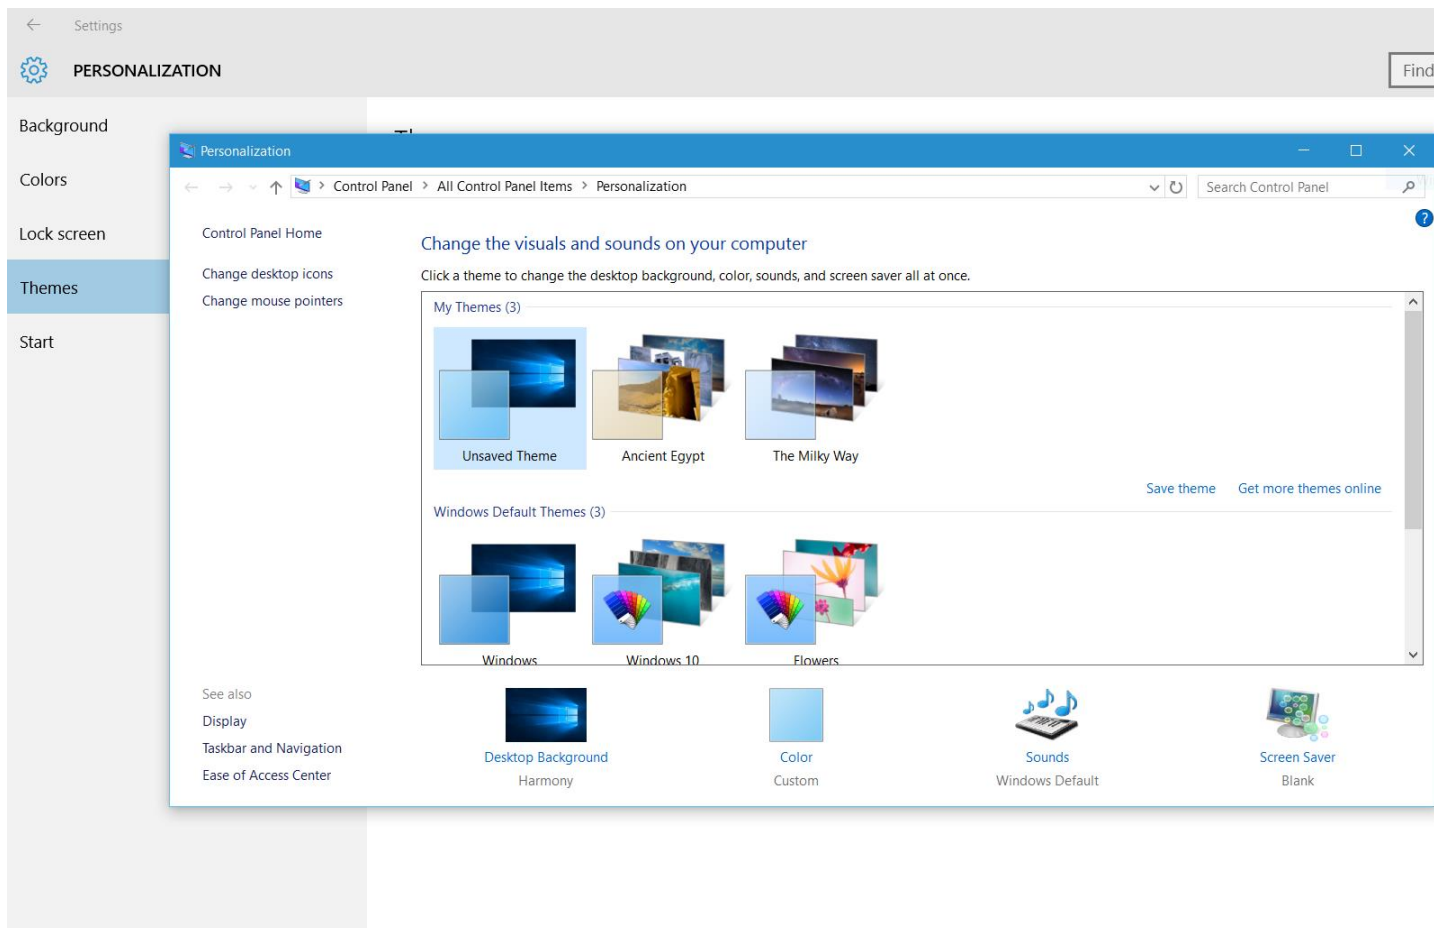 Settings
PERSONALIZATION
Find
Background
Colors
Lock screen
Themes
Start
Personalization
Control Panel > All Control Panel Items > Personalization
Search Control Panel
Control Panel Home
Change desktop icons
Change mouse pointers
Change the visuals and sounds on your computer
Click a theme to change the desktop background, color, sounds, and screen saver all at once.
My Themes (3)
Unsaved Theme
Ancient Egypt
The Milky Way
Save theme
Get more themes online
Windows Default Themes (3)
Windows
Windows 10
Flowers
See also
Display
Taskbar and Navigation
Ease of Access Center
Desktop Background
Harmony
Color
Custom
Sounds
Windows Default
Screen Saver
Blank